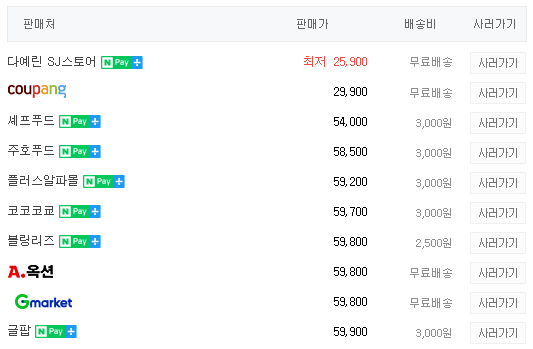 판매처 판매가 배송비 사러가기
다예린 SJ스토어 N Pay+ 최저 25,900 무료배송 사러가기
coupang 29,900 무료배송 사러가기
셰프푸드 N Pay+ 54,000 3,000원 사러가기
주호푸드 N Pay+ 58,500 3,000원 사러가기
플러스알파몰 N Pay+ 59,200 3,000원 사러가기
코코코쿄 N Pay+ 59,700 3,000원 사러가기
블링리즈 N Pay+ 59,800 2,500원 사러가기
A.옥션 59,800 무료배송 사러가기
Gmarket 59,800 무료배송 사러가기
글팝 N Pay+ 59,900 3,000원 사러가기